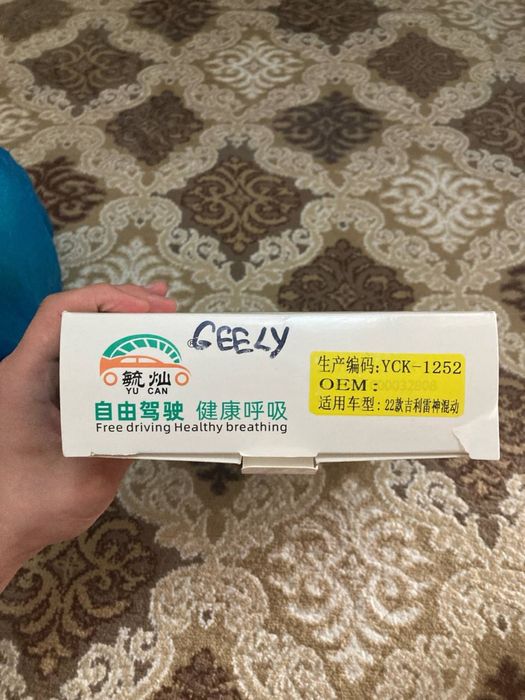 GEELY
毓灿
YU CAN
自由驾驶 健康呼吸
Free driving Healthy breathing
生产编码:YCK-1252
OEM:
适用车型:22款吉利雷神混动